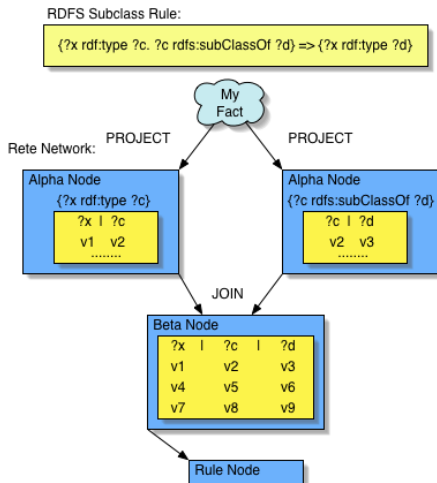 RDFS Subclass Rule:
{?x rdf:type ?c. ?c rdfs:subClassOf ?d} => {?x rdf:type ?d}
My
Fact
PROJECT
PROJECT
Rete Network:
Alpha Node
{?x rdf:type ?c}
?x | ?c
v1 v2
........
Alpha Node
{?c rdfs:subClassOf ?d}
?c | ?d
v2 v3
........
JOIN
Beta Node
?x | ?c | ?d
v1 v2 v3
v4 v5 v6
v7 v8 v9
Rule Node